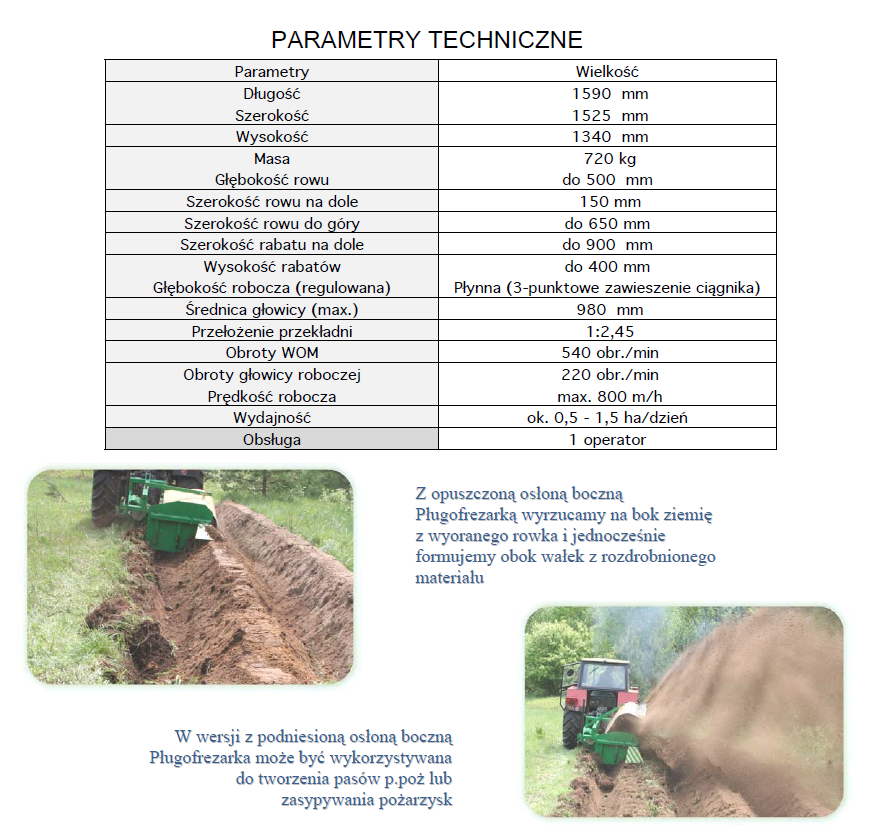 PARAMETRY TECHNICZNE
Parametry Wielkość
Długość 1590 mm
Szerokość 1525 mm
Wysokość 1340 mm
Masa 720 kg
Głębokość rowu do 500 mm
Szerokość rowu na dole 150 mm
Szerokość rowu do góry do 650 mm
Szerokość rabatu na dole do 900 mm
Wysokość rabatów do 400 mm
Głębokość robocza (regulowana) Płynna (3-punktowe zawieszenie ciągnika)
Średnica głowicy (max.) 980 mm
Przełożenie przekładni 1:2,45
Obroty WOM 540 obr./min
Obroty głowicy roboczej 220 obr./min
Prędkość robocza max. 800 m/h
Wydajność ok. 0,5 - 1,5 ha/dzień
Obsługa 1 operator
Z opuszczoną osłoną boczną
Pługofrezarką wyrzucamy na bok ziemię
z wyoranego rowka i jednocześnie
formujemy obok wałek z rozdrobnionego
materiału
W wersji z podniesioną osłoną boczną
Pługofrezarka może być wykorzystywana
do tworzenia pasów p.poż lub
zasypywania pożarzysk